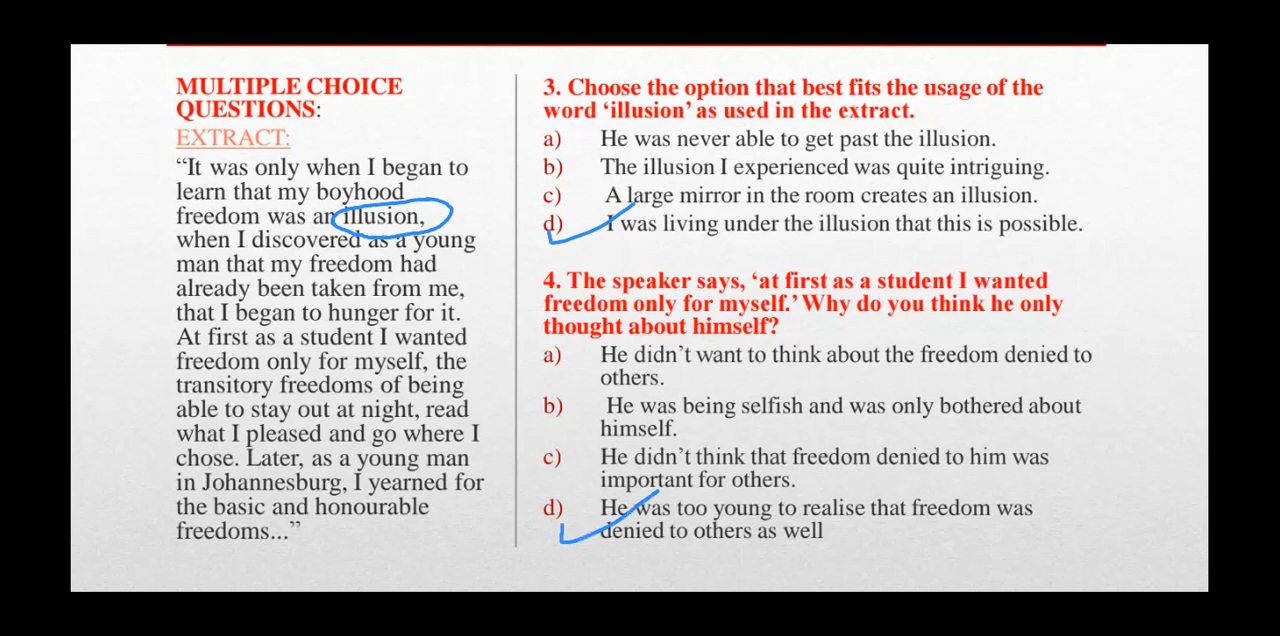 MULTIPLE CHOICE
QUESTIONS:
EXTRACT:
“It was only when I began to
learn that my boyhood
freedom was an illusion,
when I discovered as a young
man that my freedom had
already been taken from me,
that I began to hunger for it.
At first as a student I wanted
freedom only for myself, the
transitory freedoms of being
able to stay out at night, read
what I pleased and go where I
chose. Later, as a young man
in Johannesburg, I yearned for
the basic and honourable
freedoms...”
3. Choose the option that best fits the usage of the
word ‘illusion’ as used in the extract.
a) He was never able to get past the illusion.
b) The illusion I experienced was quite intriguing.
c) A large mirror in the room creates an illusion.
d) I was living under the illusion that this is possible.
4. The speaker says, ‘at first as a student I wanted
freedom only for myself.’ Why do you think he only
thought about himself?
a) He didn’t want to think about the freedom denied to
others.
b) He was being selfish and was only bothered about
himself.
c) He didn’t think that freedom denied to him was
important for others.
d) He was too young to realise that freedom was
denied to others as well